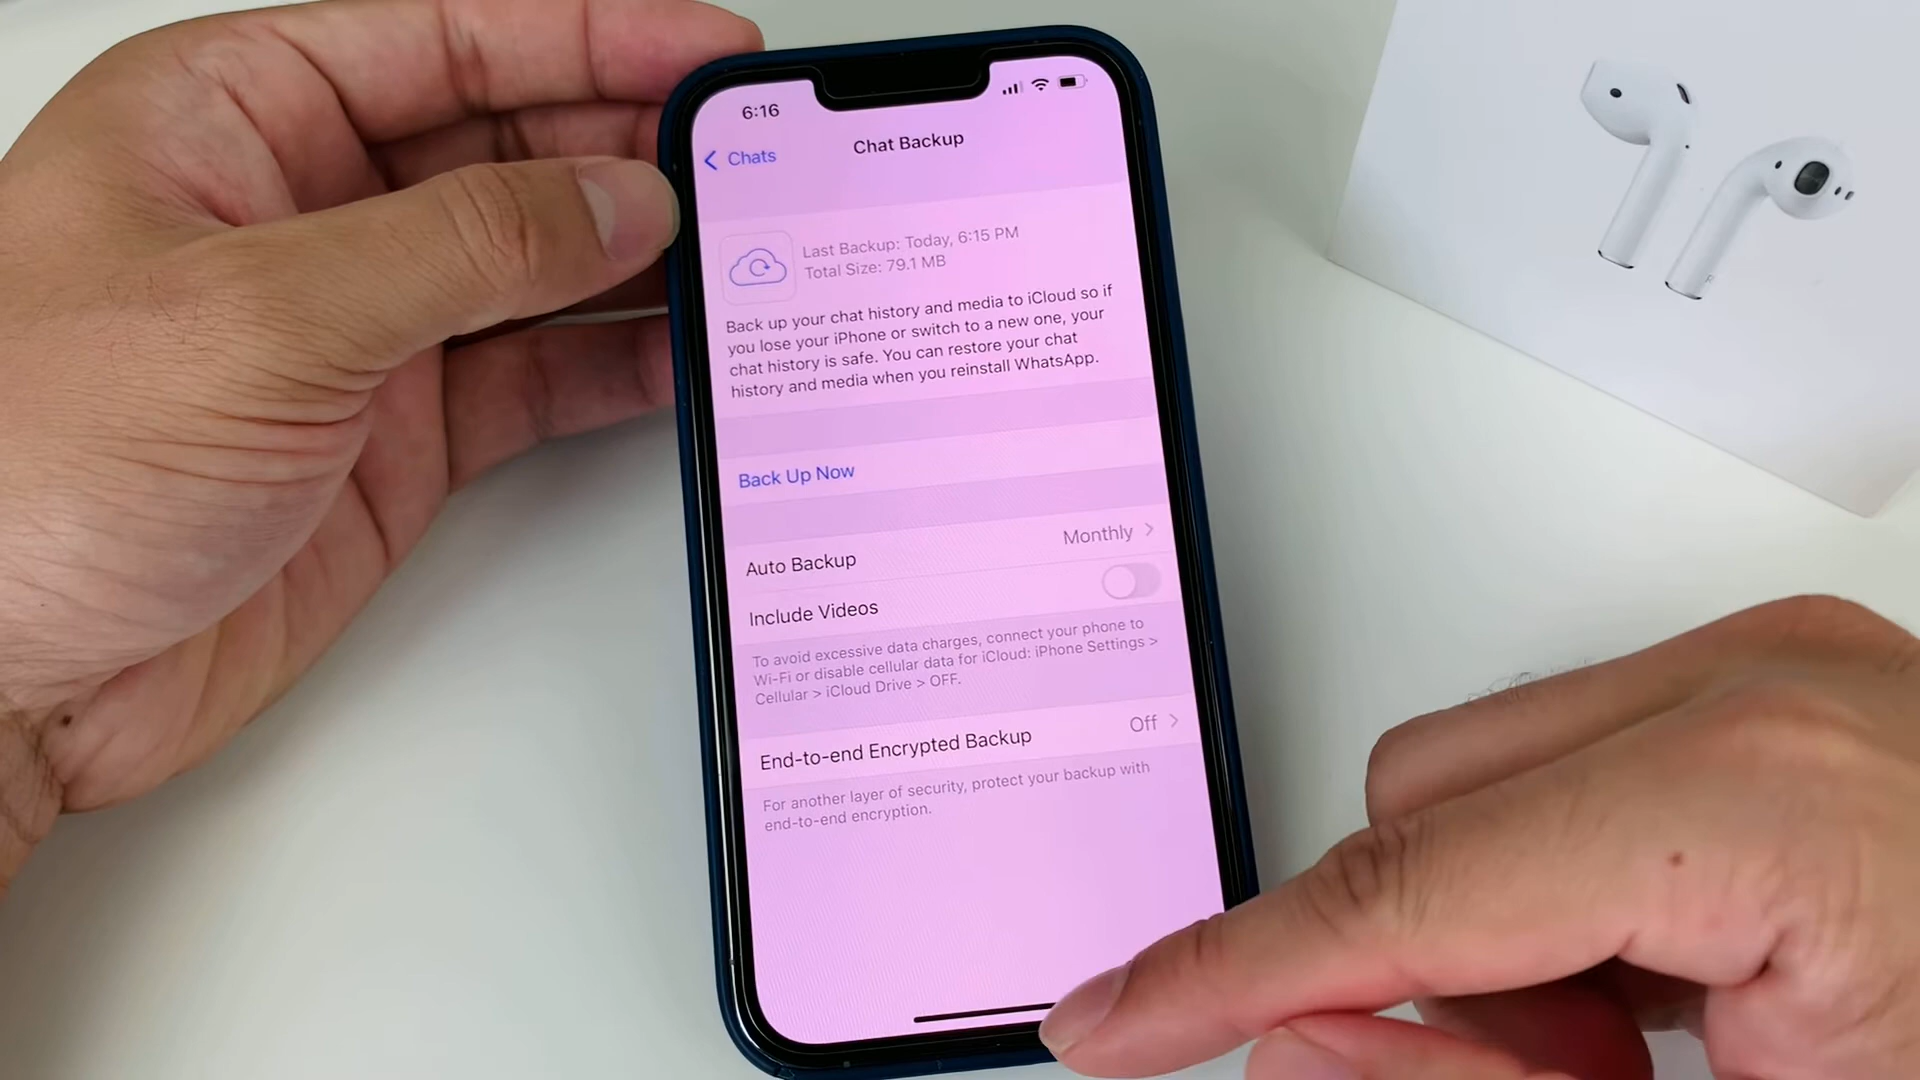 6:16
Chats
Chat Backup
Last Backup: Today, 6:15 PM
Total Size: 79.1 MB
Back up your chat history and media to iCloud so if
you lose your iPhone or switch to a new one, your
chat history is safe. You can restore your chat
history and media when you reinstall WhatsApp.
Back Up Now
Auto Backup
Monthly
Include Videos
To avoid excessive data charges, connect your phone to
Wi-Fi or disable cellular data for iCloud: iPhone Settings >
Cellular > iCloud Drive > OFF.
End-to-end Encrypted Backup
Off
For another layer of security, protect your backup with
end-to-end encryption.